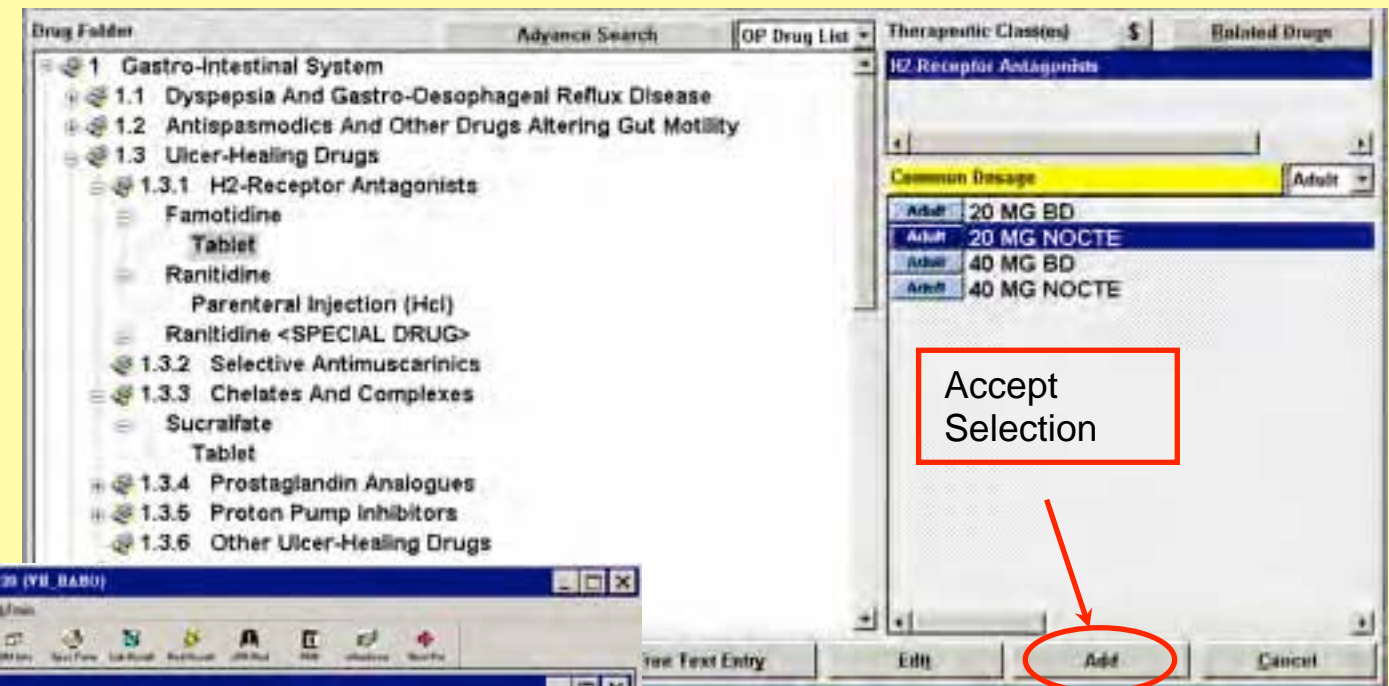 Drug Folder
Advance Search
OP Drug List
1 Gastro-Intestinal System
1.1 Dyspepsia And Gastro-Oesophageal Reflux Disease
1.2 Antispasmodics And Other Drugs Altering Gut Motility
1.3 Ulcer-Healing Drugs
1.3.1 H2-Receptor Antagonists
Famotidine
Tablet
Ranitidine
Parenteral Injection (Hcl)
Ranitidine <SPECIAL DRUG>
1.3.2 Selective Antimuscarinics
1.3.3 Chelates And Complexes
Sucralfate
Tablet
1.3.4 Prostaglandin Analogues
1.3.5 Proton Pump Inhibitors
1.3.6 Other Ulcer-Healing Drugs
Therapeutic Class(es) $ Related Drugs
H2-Receptor Antagonists
Common Dosage Adult
Adult 20 MG BD
Adult 20 MG NOCTE
Adult 40 MG BD
Adult 40 MG NOCTE
Accept
Selection
Text Entry
Edit
Add
Cancel